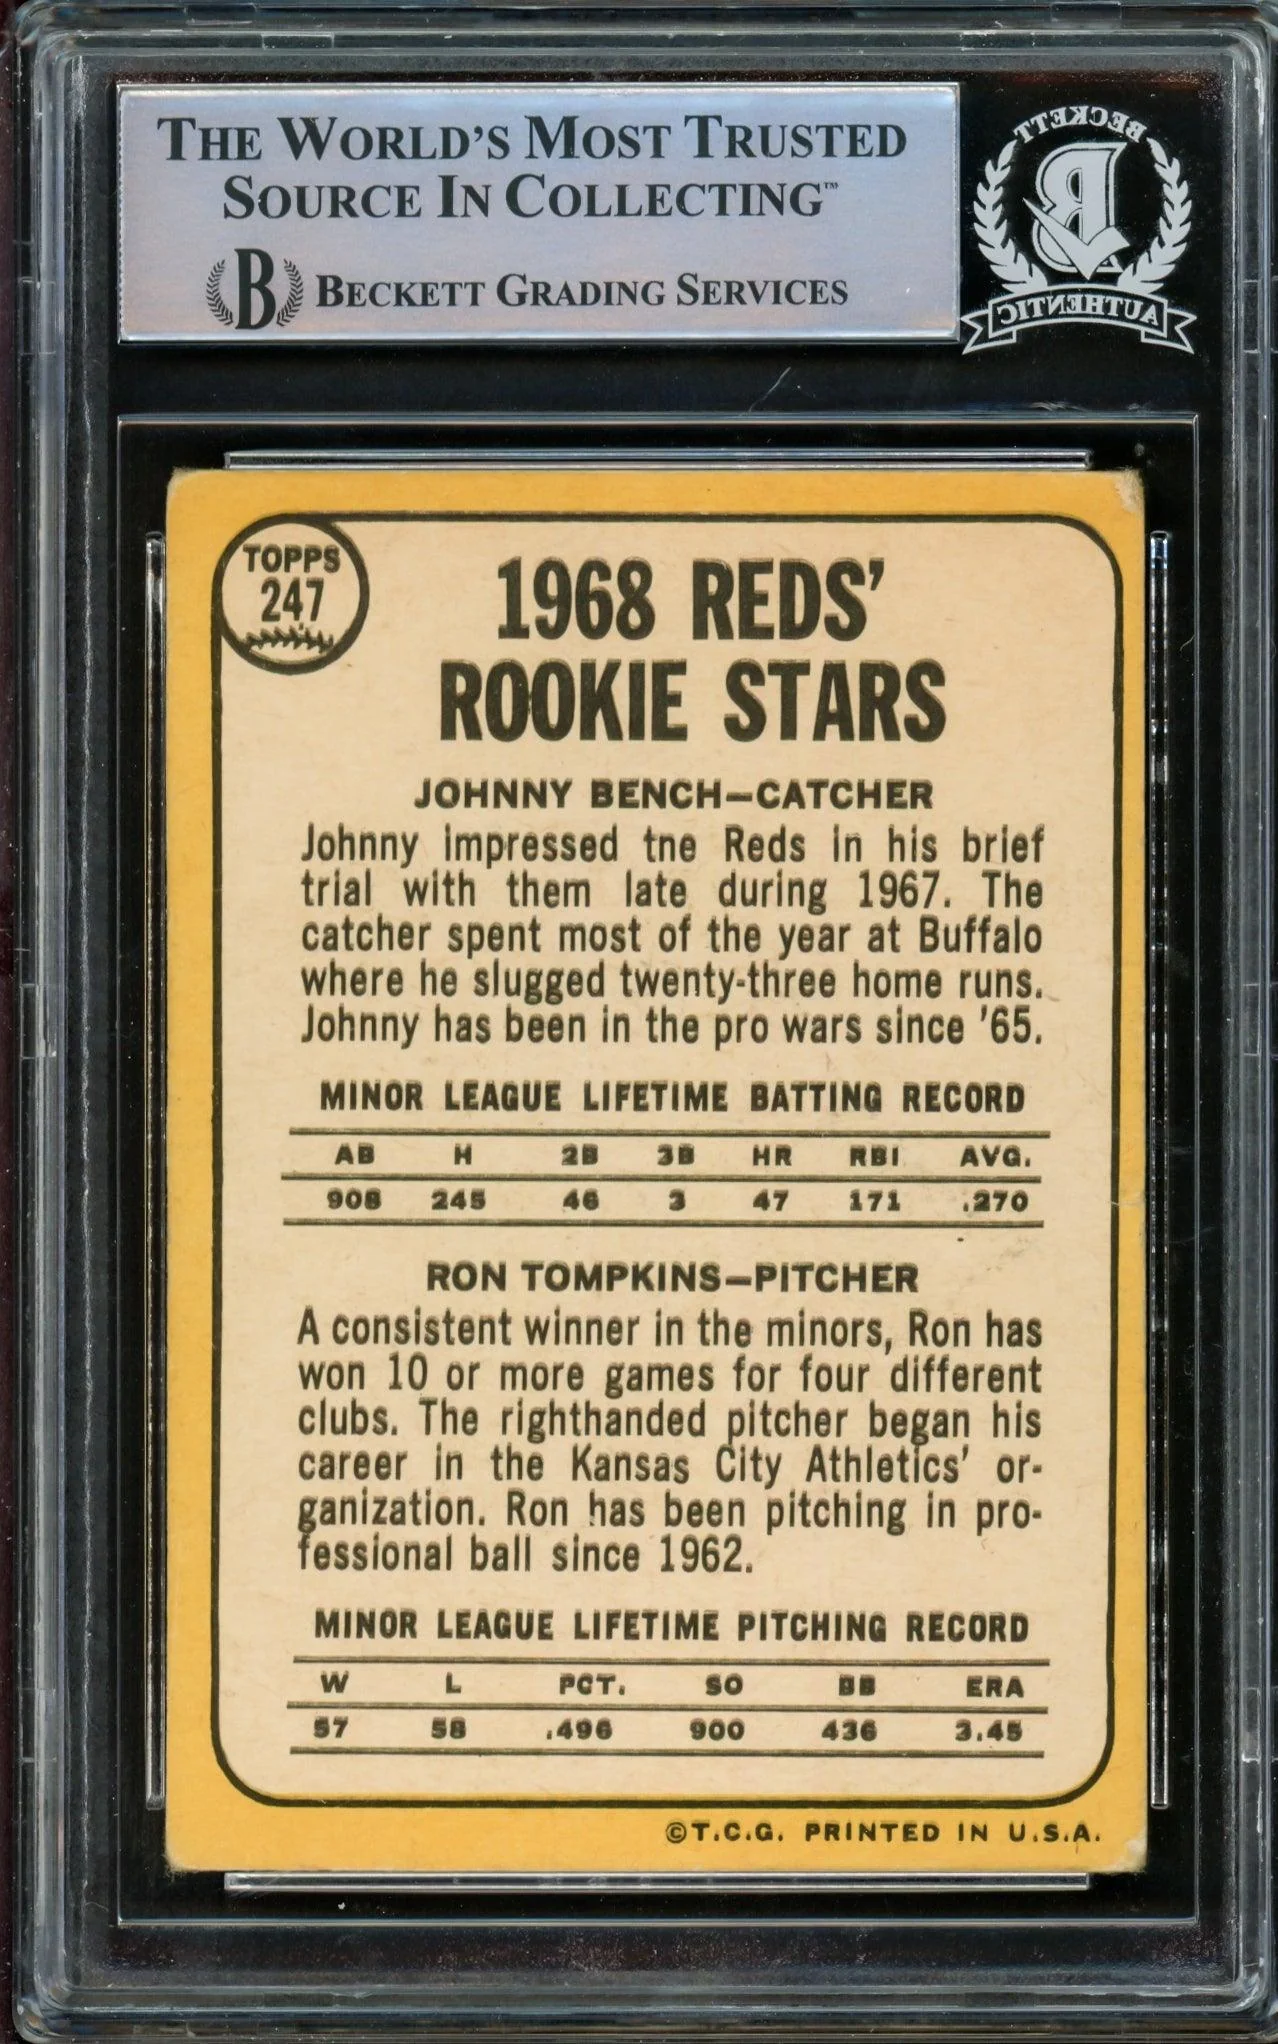 THE WORLD'S MOST TRUSTED
SOURCE IN COLLECTING™
B BECKETT GRADING SERVICES
BECKETT
B
AUTHENTIC
TOPPS
247
1968 REDS'
ROOKIE STARS
JOHNNY BENCH—CATCHER
Johnny impressed tne Reds in his brief
trial with them late during 1967. The
catcher spent most of the year at Buffalo
where he slugged twenty-three home runs.
Johnny has been in the pro wars since '65.
MINOR LEAGUE LIFETIME BATTING RECORD
AB H 2B 3B HR RBI AVG.
908 245 46 3 47 171 .270
RON TOMPKINS—PITCHER
A consistent winner in the minors, Ron has
won 10 or more games for four different
clubs. The righthanded pitcher began his
career in the Kansas City Athletics' or-
ganization. Ron has been pitching in pro-
fessional ball since 1962.
MINOR LEAGUE LIFETIME PITCHING RECORD
W L PCT. SO BB ERA
57 58 .496 900 436 3.45
©T.C.G. PRINTED IN U.S.A.